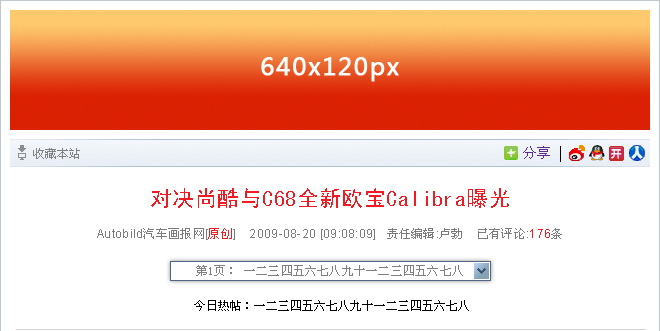 640x120px
收藏本站 分享 开
对决尚酷与C68全新欧宝Calibra曝光
Autobild汽车画报网[原创] 2009-08-20 [09:08:09] 责任编辑:卢勃 已有评论:176条
第1页： 一二三四五六七八九十一二三四五六七八
今日热帖：一二三四五六七八九十一二三四五六七八